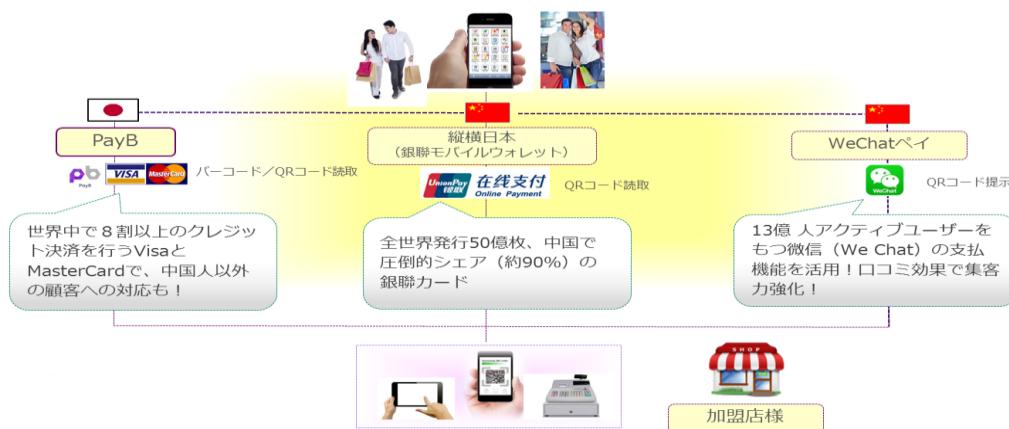 PayB
pb
PayB
VISA
MasterCard
バーコード／QRコード読取
世界中で８割以上のクレジッ
ト決済を行うVisaと
MasterCardで、中国人以外
の顧客への対応も！
縦横日本
（銀聯モバイルウォレット）
UnionPay
银联
在线支付
Online Payment
QRコード読取
全世界発行50億枚、中国で
圧倒的シェア（約90%）の
銀聯カード
WeChatペイ
WeChat
QRコード提示
13億 人アクティブユーザーを
もつ微信（We Chat）の支払
機能を活用！口コミ効果で集客
力強化！
SHOP
加盟店様